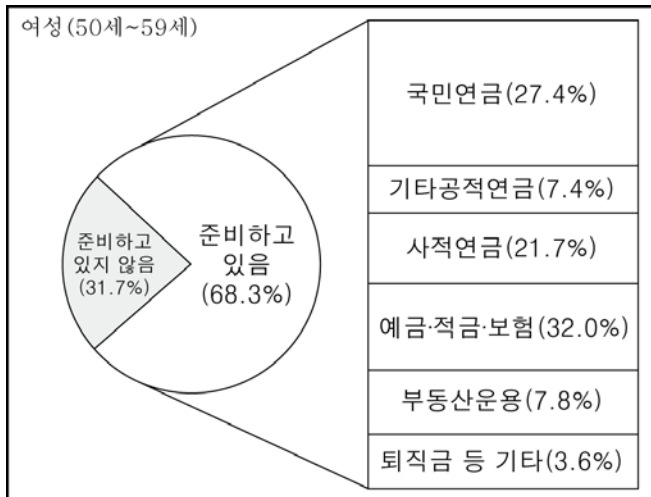 여성(50세~59세)
준비하고
있지 않음
(31.7%)
준비하고
있음
(68.3%)
국민연금(27.4%)
기타공적연금(7.4%)
사적연금(21.7%)
예금·적금·보험(32.0%)
부동산운용(7.8%)
퇴직금 등 기타(3.6%)